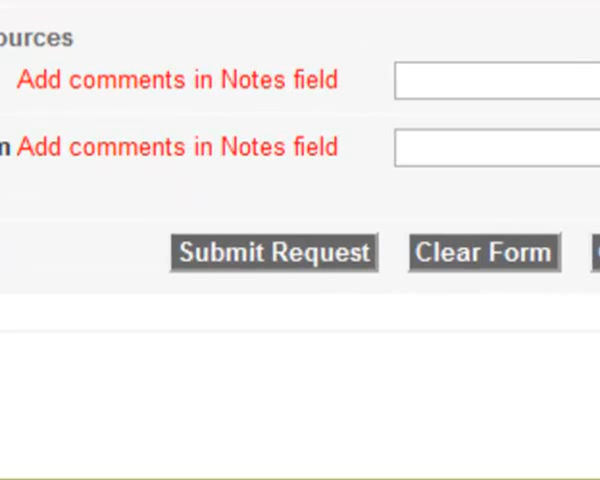 ources
Add comments in Notes field
m Add comments in Notes field
Submit Request Clear Form